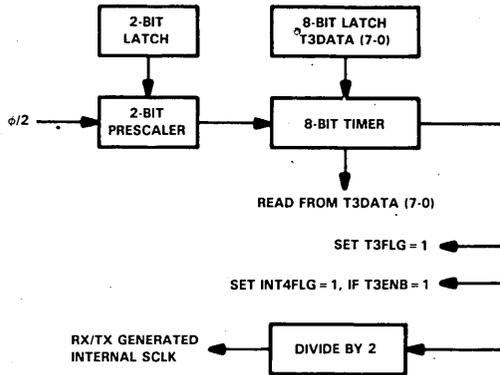 2-BIT
LATCH
8-BIT LATCH
T3DATA (7-0)
ϕ/2
2-BIT
PRESCALER
8-BIT TIMER
READ FROM T3DATA (7-0)
SET T3FLG = 1
SET INT4FLG = 1, IF T3ENB = 1
RX/TX GENERATED
INTERNAL SCLK
DIVIDE BY 2